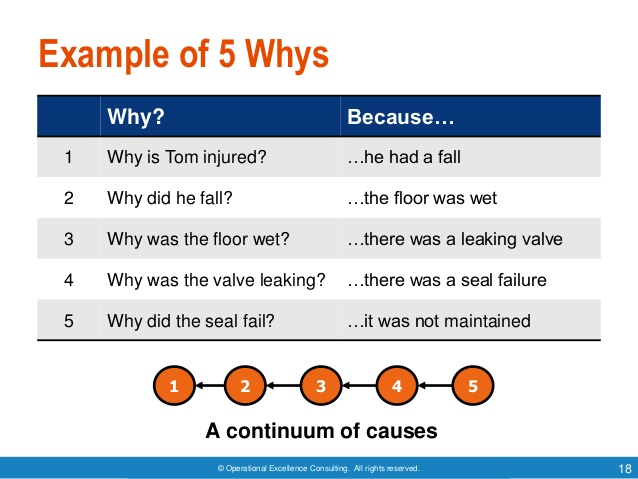 Example of 5 Whys
Why? Because…
1 Why is Tom injured? …he had a fall
2 Why did he fall? …the floor was wet
3 Why was the floor wet? …there was a leaking valve
4 Why was the valve leaking? …there was a seal failure
5 Why did the seal fail? …it was not maintained
1 2 3 4 5
A continuum of causes
© Operational Excellence Consulting. All rights reserved. 18